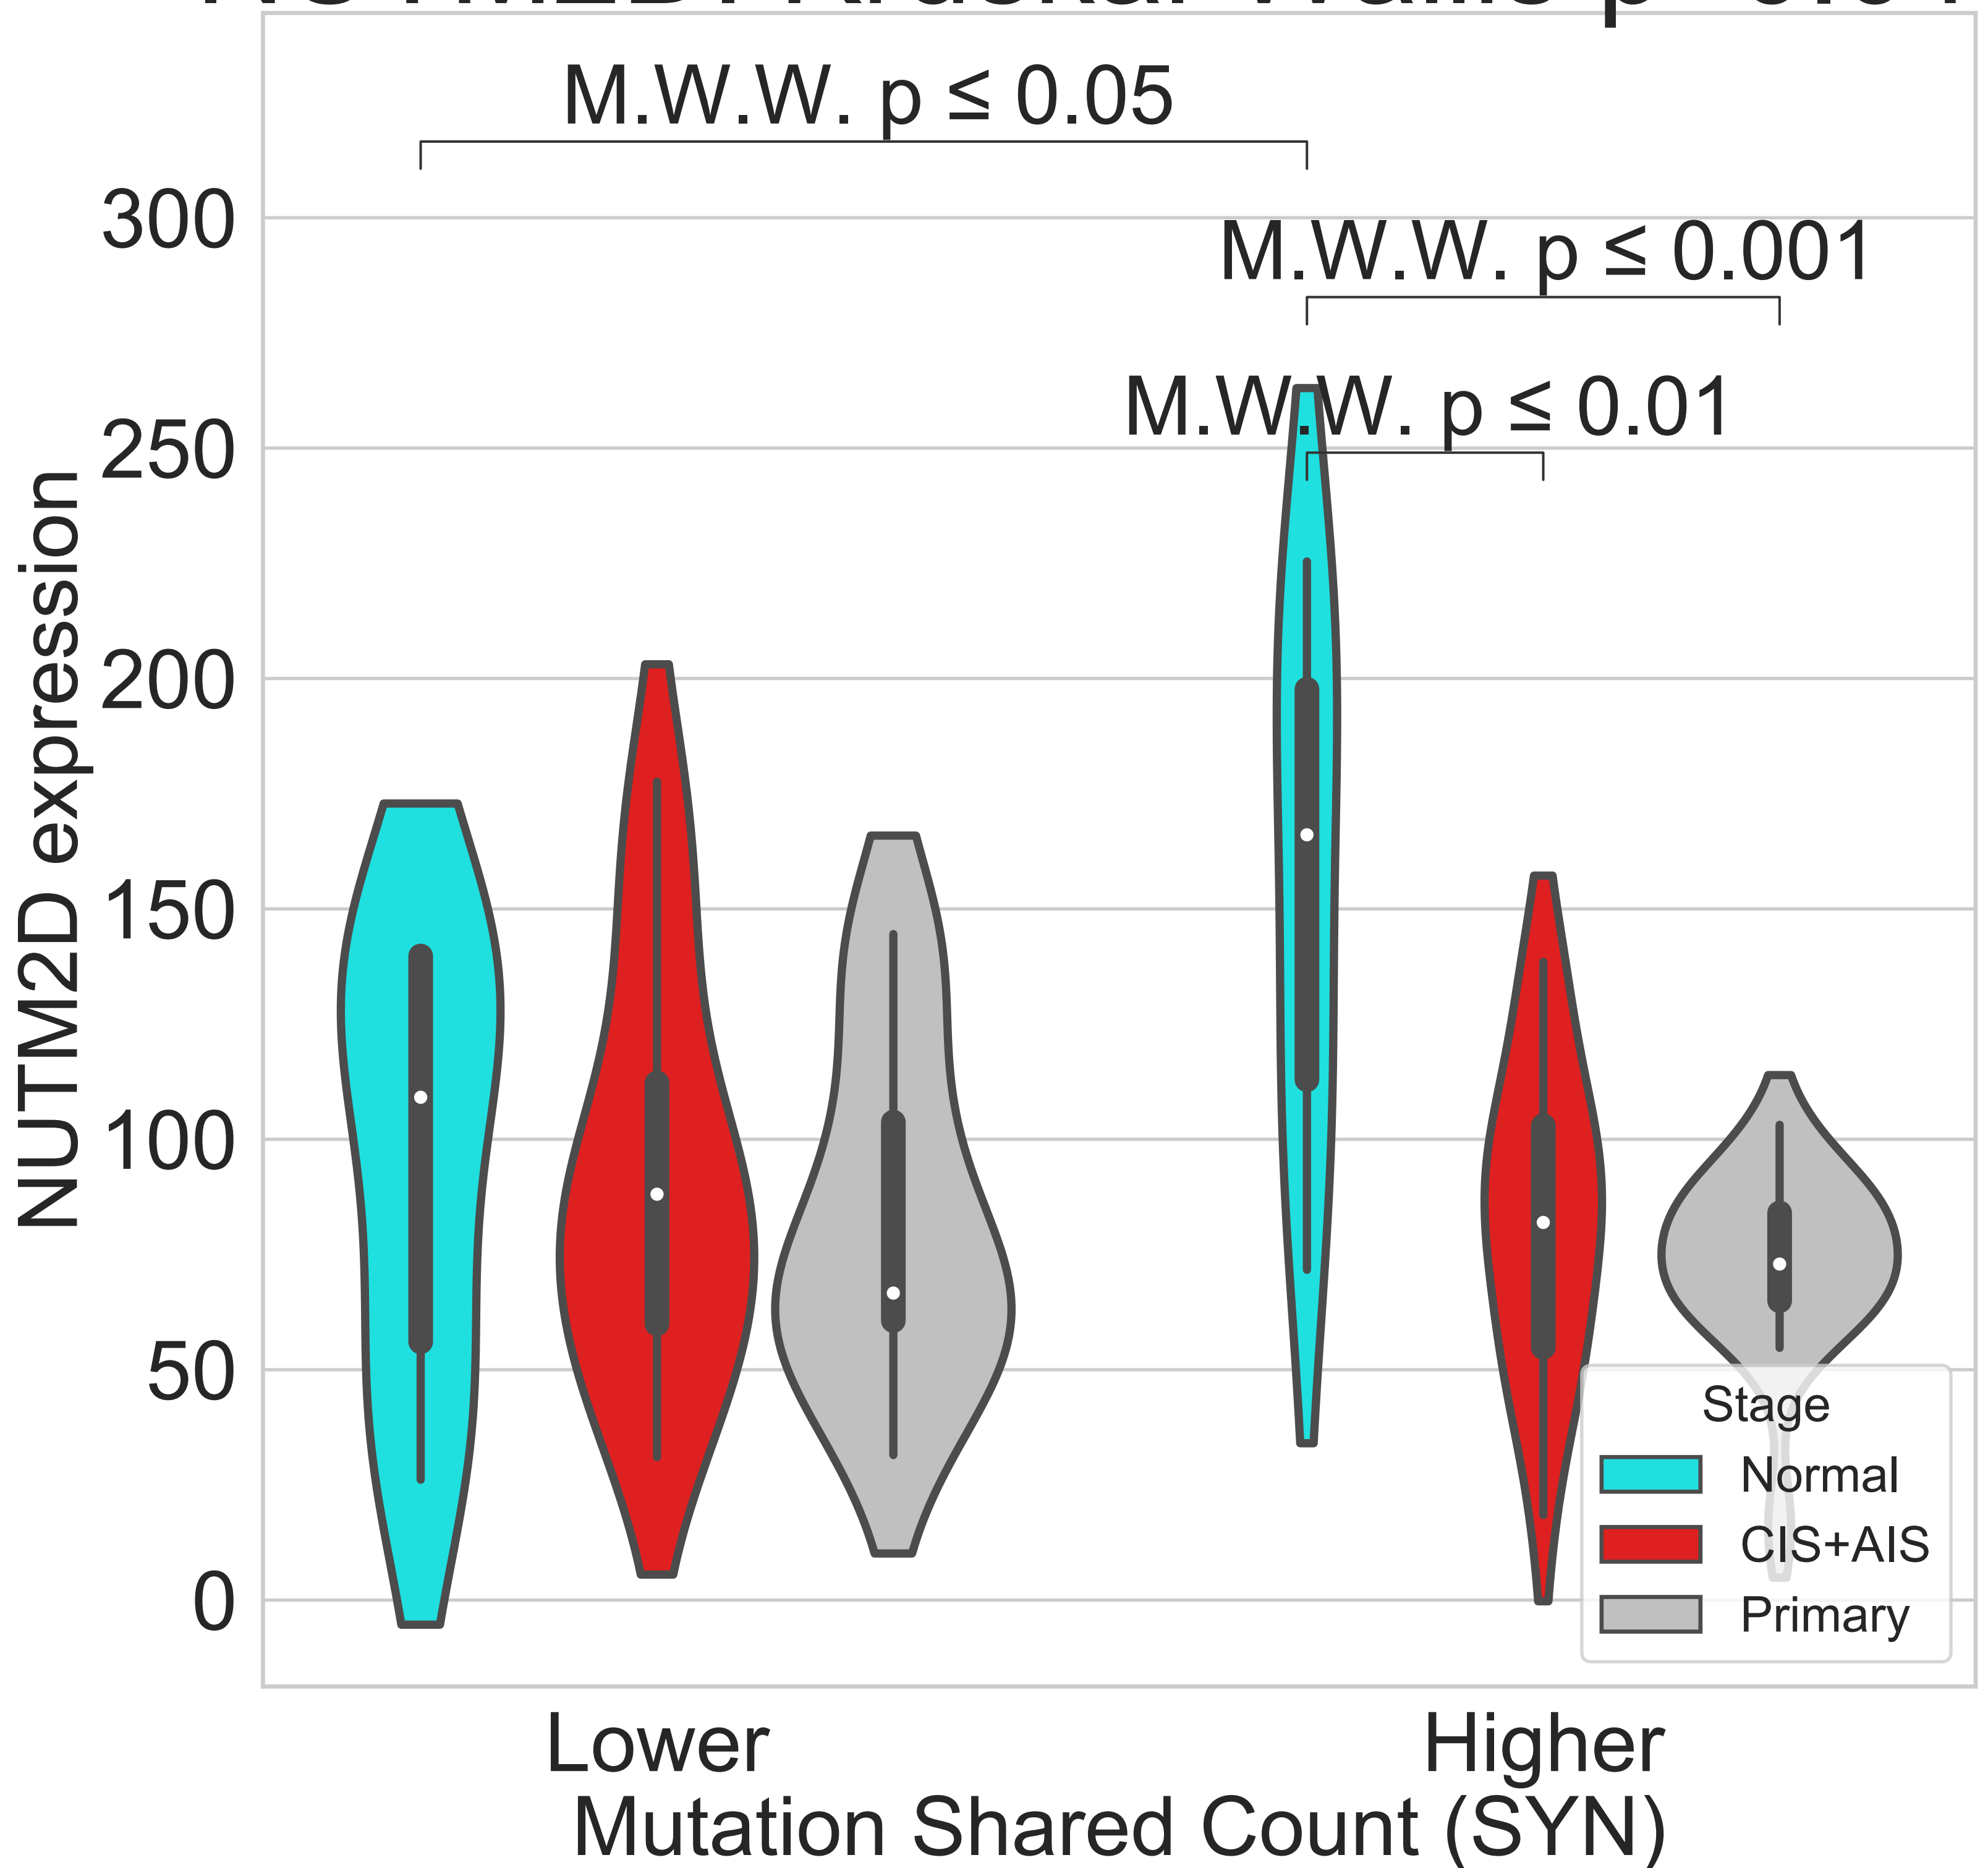 M.W.W. p ≤ 0.05
300
M.W.W. p ≤ 0.001
M.W.W. p ≤ 0.01
250
200
150
100
50
0
NUTM2D expression
Stage
Normal
CIS+AIS
Primary
Lower
Higher
Mutation Shared Count (SYN)